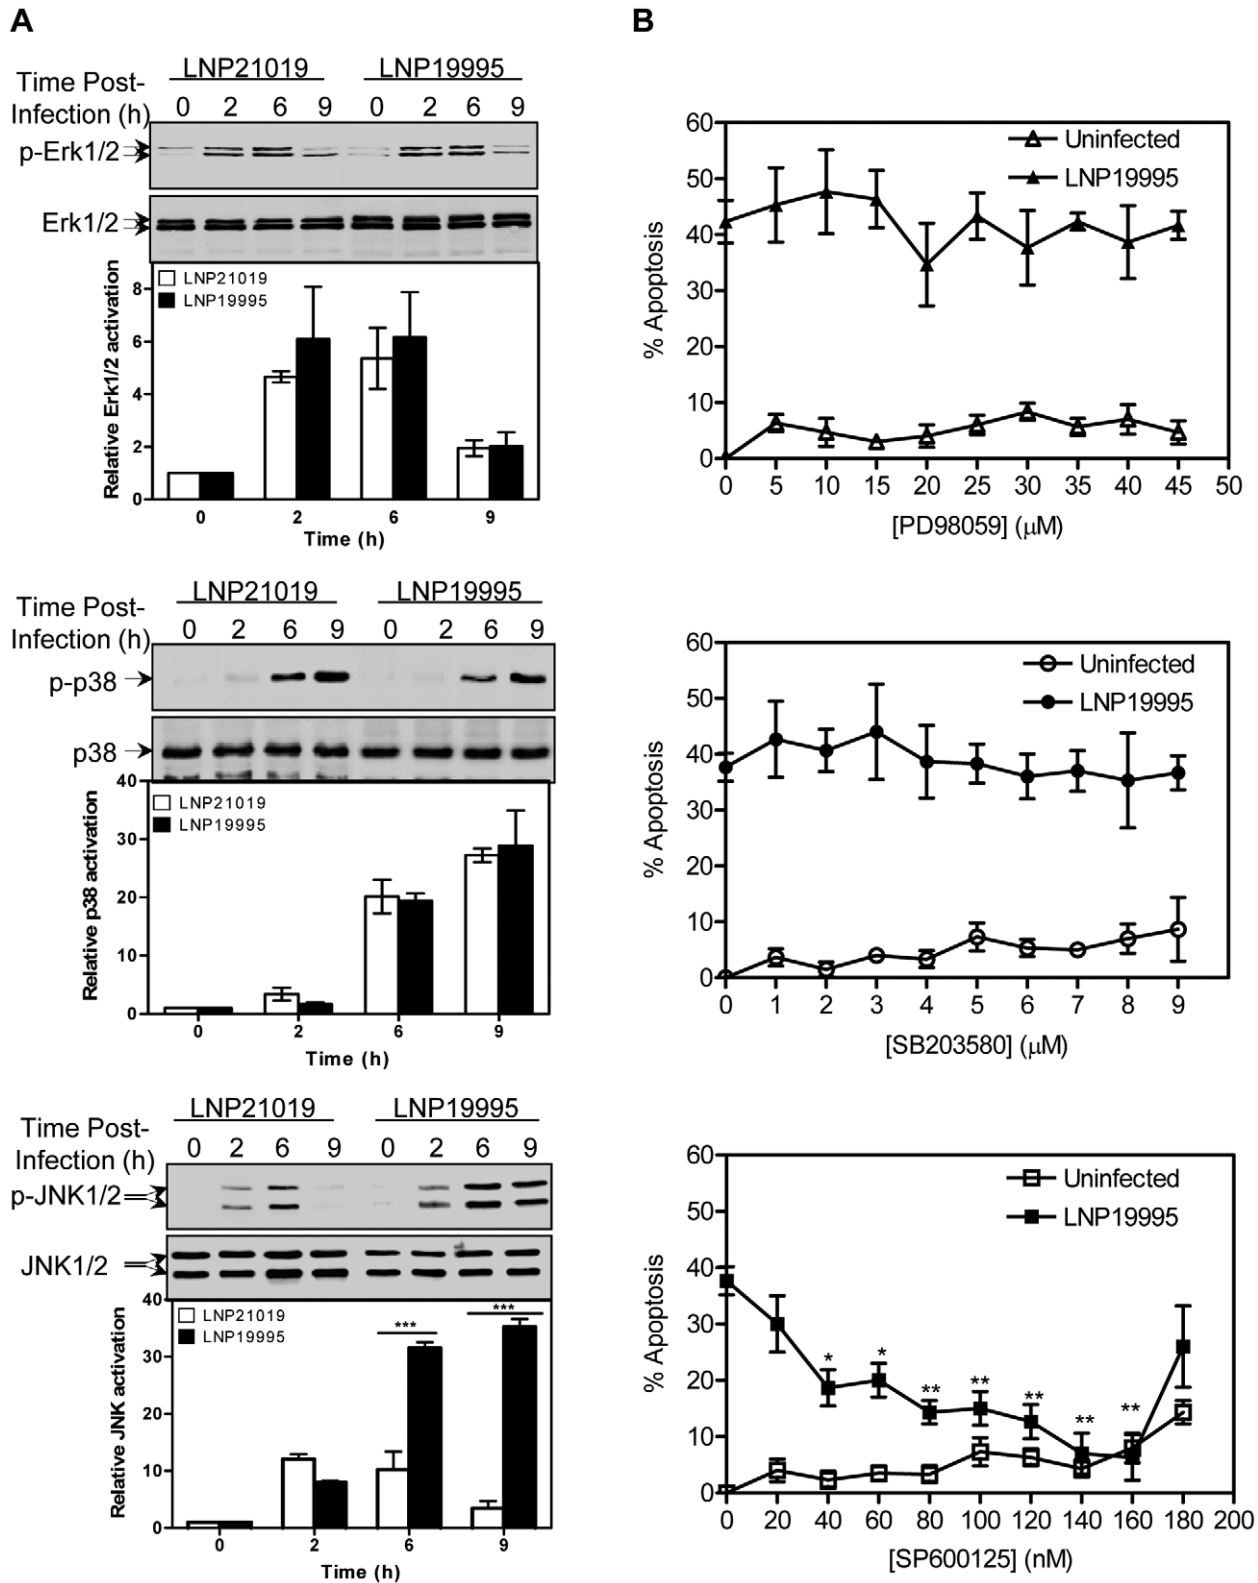 A
LNP21019 LNP19995
Time Post-
Infection (h) 0 2 6 9 0 2 6 9
p-Erk1/2
Erk1/2
LNP21019
LNP19995
Relative Erk1/2 activation
8
6
4
2
0
0 2 6 9
Time (h)
LNP21019 LNP19995
Time Post-
Infection (h) 0 2 6 9 0 2 6 9
p-p38
p38
LNP21019
LNP19995
Relative p38 activation
40
30
20
10
0
0 2 6 9
Time (h)
LNP21019 LNP19995
Time Post-
Infection (h) 0 2 6 9 0 2 6 9
p-JNK1/2
JNK1/2
LNP21019
LNP19995
*** ***
Relative JNK activation
40
30
20
10
0
0 2 6 9
Time (h)
B
Uninfected
LNP19995
% Apoptosis
60
50
40
30
20
10
0
0 5 10 15 20 25 30 35 40 45 50
[PD98059] (μM)
Uninfected
LNP19995
% Apoptosis
60
50
40
30
20
10
0
0 1 2 3 4 5 6 7 8 9
[SB203580] (μM)
Uninfected
LNP19995
% Apoptosis
60
50
40
30
20
10
0
* * ** ** ** ** **
0 20 40 60 80 100 120 140 160 180 200
[SP600125] (nM)